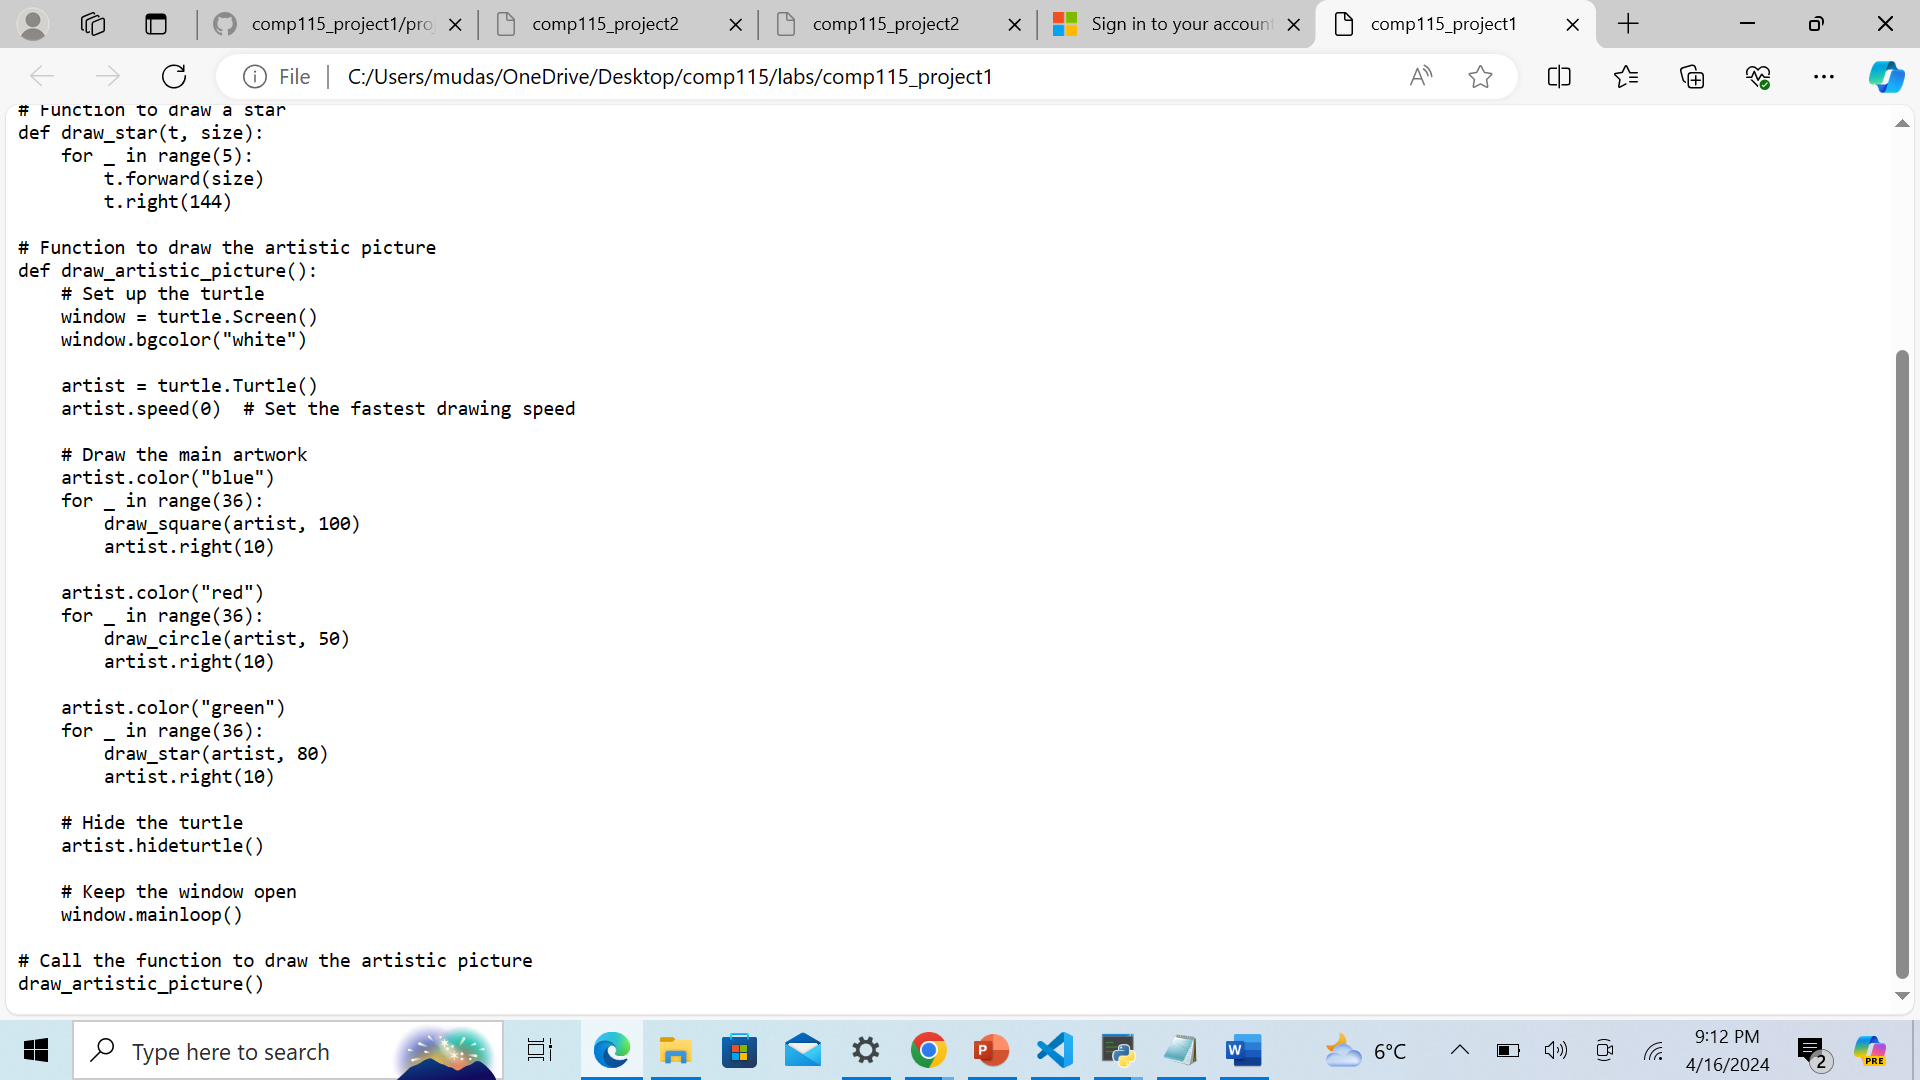 comp115_project1/pro
comp115_project2
comp115_project2
Sign in to your accoun
comp115_project1
File
C:/Users/mudas/OneDrive/Desktop/comp115/labs/comp115_project1
# Function to draw a star
def draw_star(t, size):
    for _ in range(5):
        t.forward(size)
        t.right(144)
# Function to draw the artistic picture
def draw_artistic_picture():
    # Set up the turtle
    window = turtle.Screen()
    window.bgcolor("white")
    artist = turtle.Turtle()
    artist.speed(0)  # Set the fastest drawing speed
    # Draw the main artwork
    artist.color("blue")
    for _ in range(36):
        draw_square(artist, 100)
        artist.right(10)
    artist.color("red")
    for _ in range(36):
        draw_circle(artist, 50)
        artist.right(10)
    artist.color("green")
    for _ in range(36):
        draw_star(artist, 80)
        artist.right(10)
    # Hide the turtle
    artist.hideturtle()
    # Keep the window open
    window.mainloop()
# Call the function to draw the artistic picture
draw_artistic_picture()
Type here to search
6°C
9:12 PM
4/16/2024
2
PRE